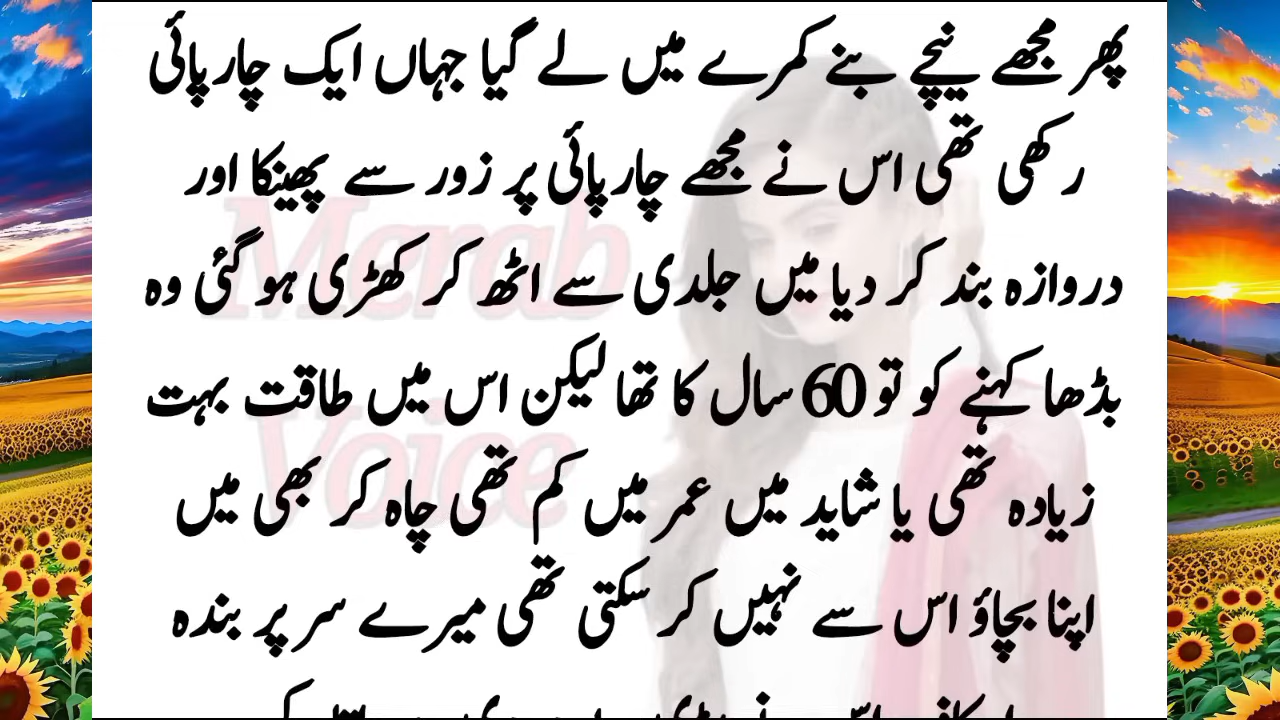 پھر مجھے نیچے بنے کمرے میں لے گیا جہاں ایک چارپائی
رکھی تھی اس نے مجھے چارپائی پر زور سے پھینکا اور
دروازہ بند کر دیا میں جلدی سے اٹھ کر کھڑی ہو گئی وہ
بڈھا کہنے کو تو 60 سال کا تھا لیکن اس میں طاقت بہت
زیادہ تھی یا شاید میں عمر میں کم تھی چاہ کر بھی میں
اپنا بچاؤ اس سے نہیں کر سکتی تھی میرے سر پر بندہ
Merab
Voice